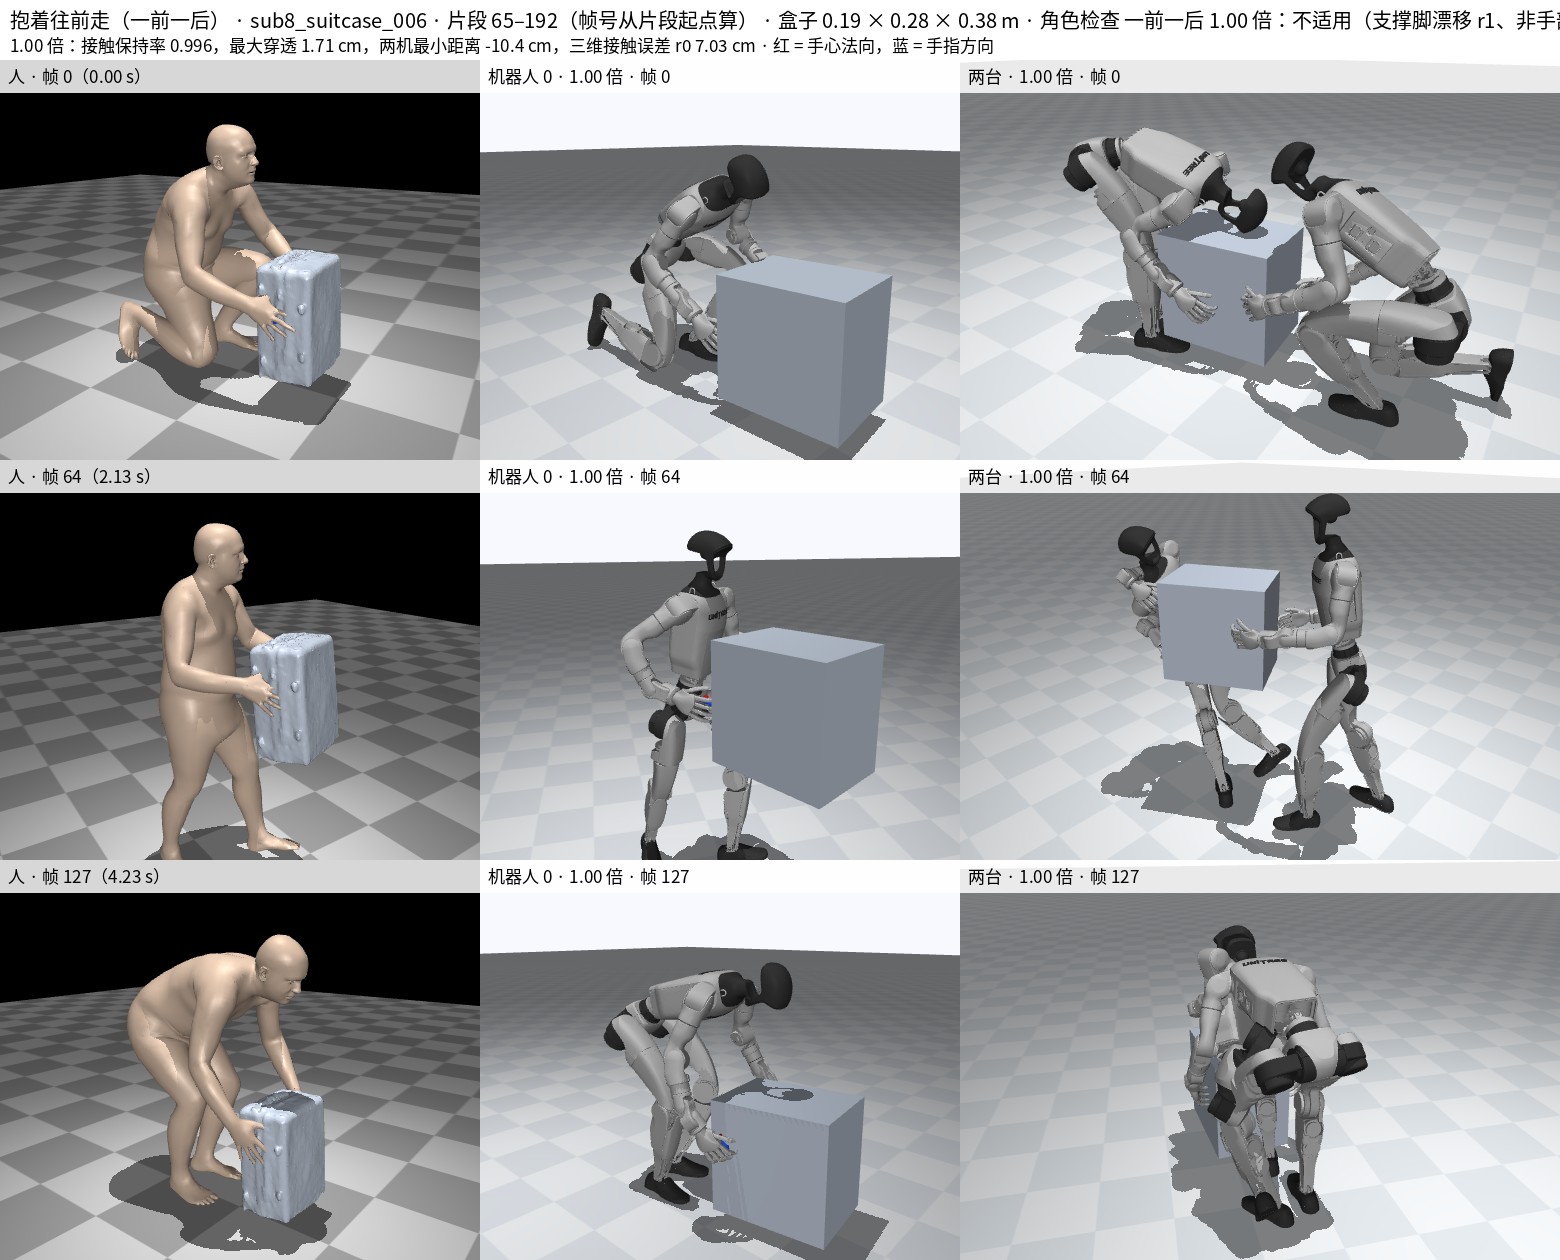 抱着往前走（一前一后） · sub8_suitcase_006 · 片段 65–192（帧号从片段起点算） · 盒子 0.19 × 0.28 × 0.38 m · 角色检查 一前一后 1.00 倍：不适用（支撑脚漂移 r1、非手
1.00 倍：接触保持率 0.996，最大穿透 1.71 cm，两机最小距离 -10.4 cm，三维接触误差 r0 7.03 cm · 红 = 手心法向，蓝 = 手指方向
人 · 帧 0（0.00 s）
机器人 0 · 1.00 倍 · 帧 0
两台 · 1.00 倍 · 帧 0
人 · 帧 64（2.13 s）
机器人 0 · 1.00 倍 · 帧 64
两台 · 1.00 倍 · 帧 64
人 · 帧 127（4.23 s）
机器人 0 · 1.00 倍 · 帧 127
两台 · 1.00 倍 · 帧 127